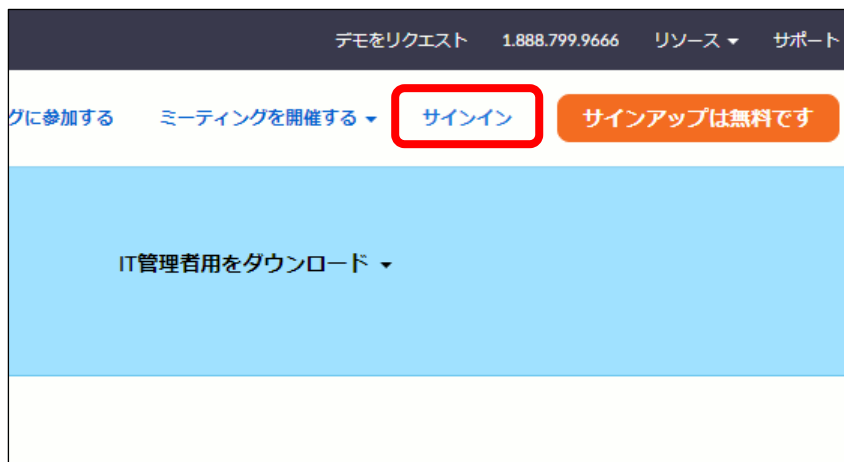 デモをリクエスト 1.888.799.9666 リソース サポート
グに参加する ミーティングを開催する サインイン サインアップは無料です
IT管理者用をダウンロード